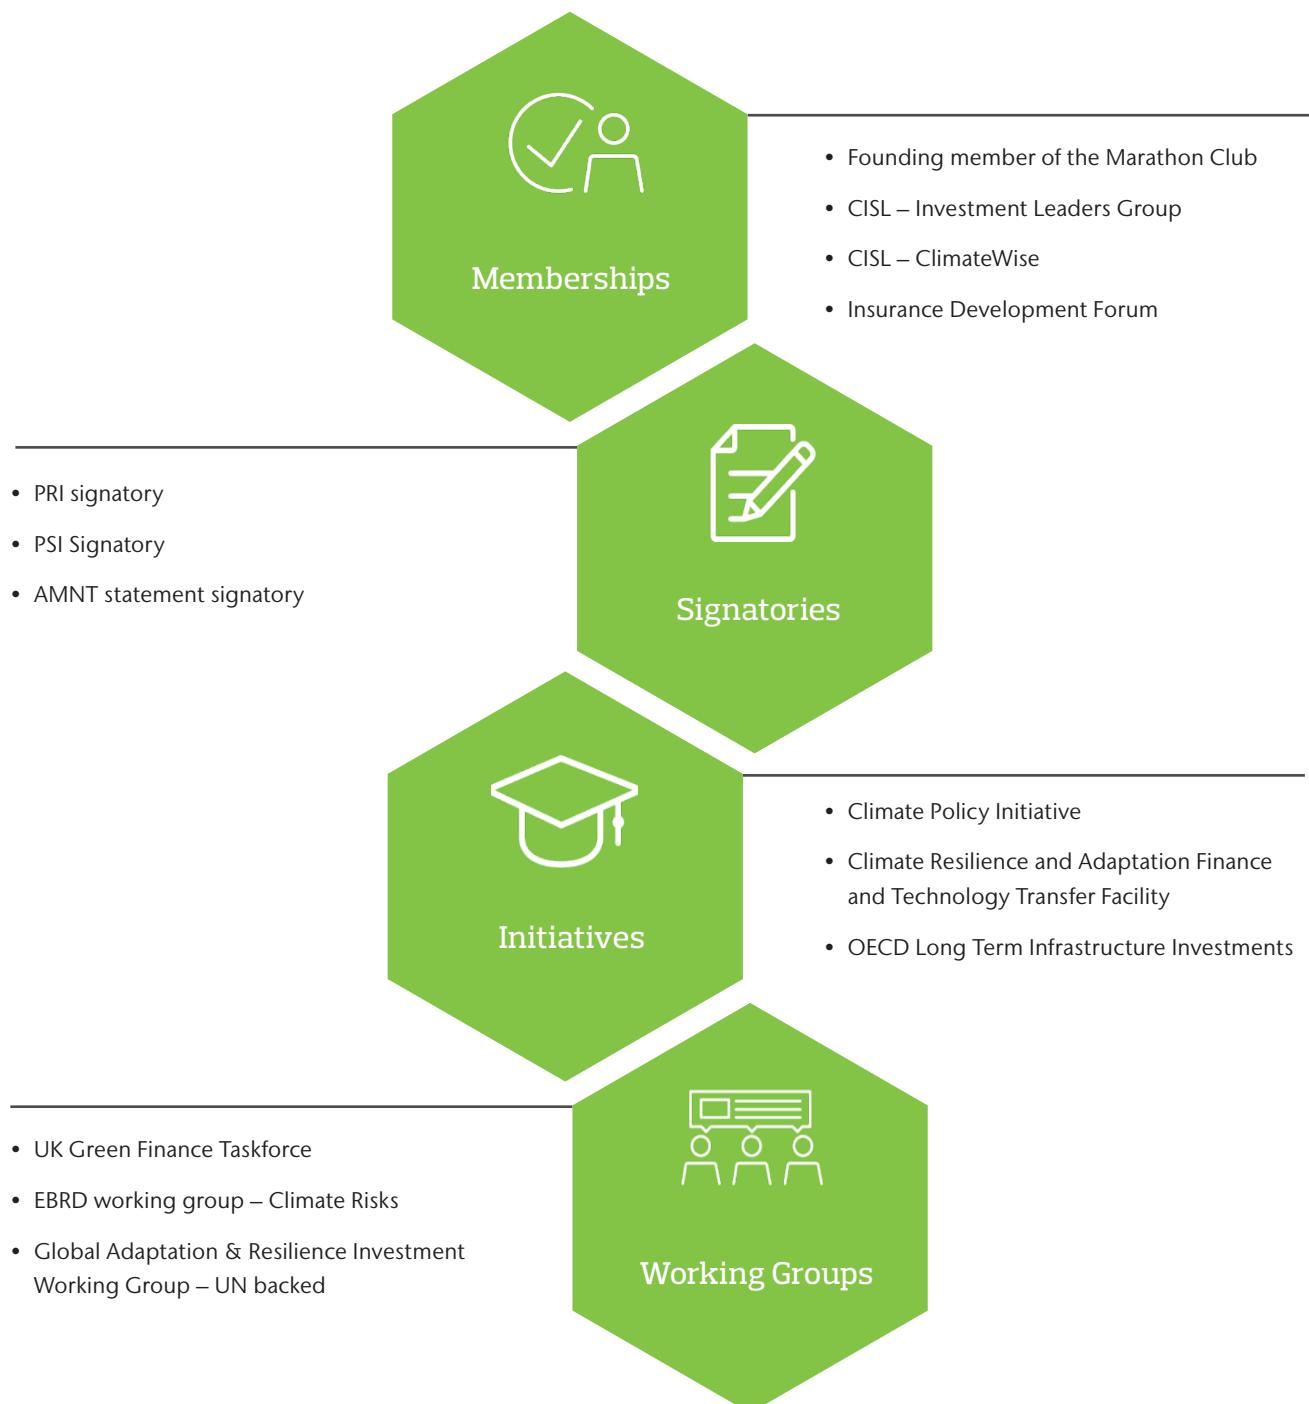 Memberships
• Founding member of the Marathon Club
• CISL – Investment Leaders Group
• CISL – ClimateWise
• Insurance Development Forum
Signatories
• PRI signatory
• PSI Signatory
• AMNT statement signatory
Initiatives
• Climate Policy Initiative
• Climate Resilience and Adaptation Finance
and Technology Transfer Facility
• OECD Long Term Infrastructure Investments
Working Groups
• UK Green Finance Taskforce
• EBRD working group – Climate Risks
• Global Adaptation & Resilience Investment
Working Group – UN backed